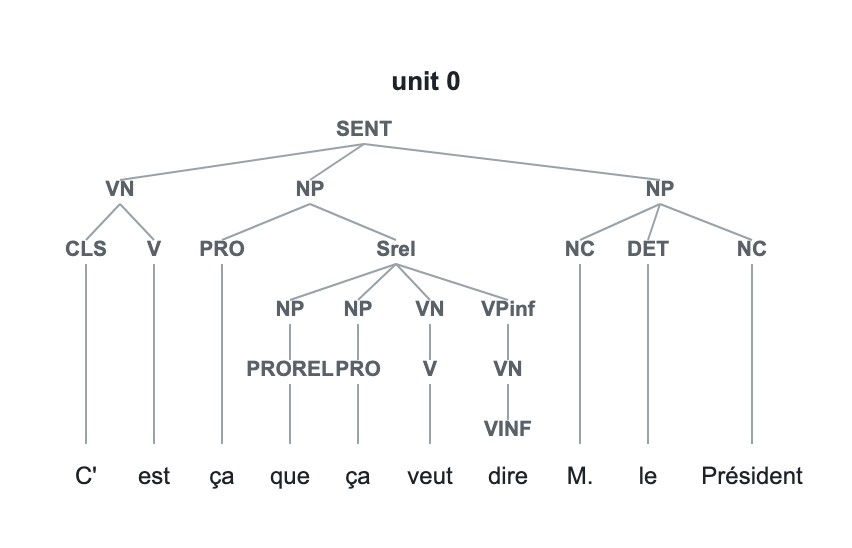 unit 0
SENT
VN NP NP
CLS V PRO Srel NC DET NC
NP NP VN VPinf
PROREL PRO V VN
VINF
C' est ça que ça veut dire M. le Président